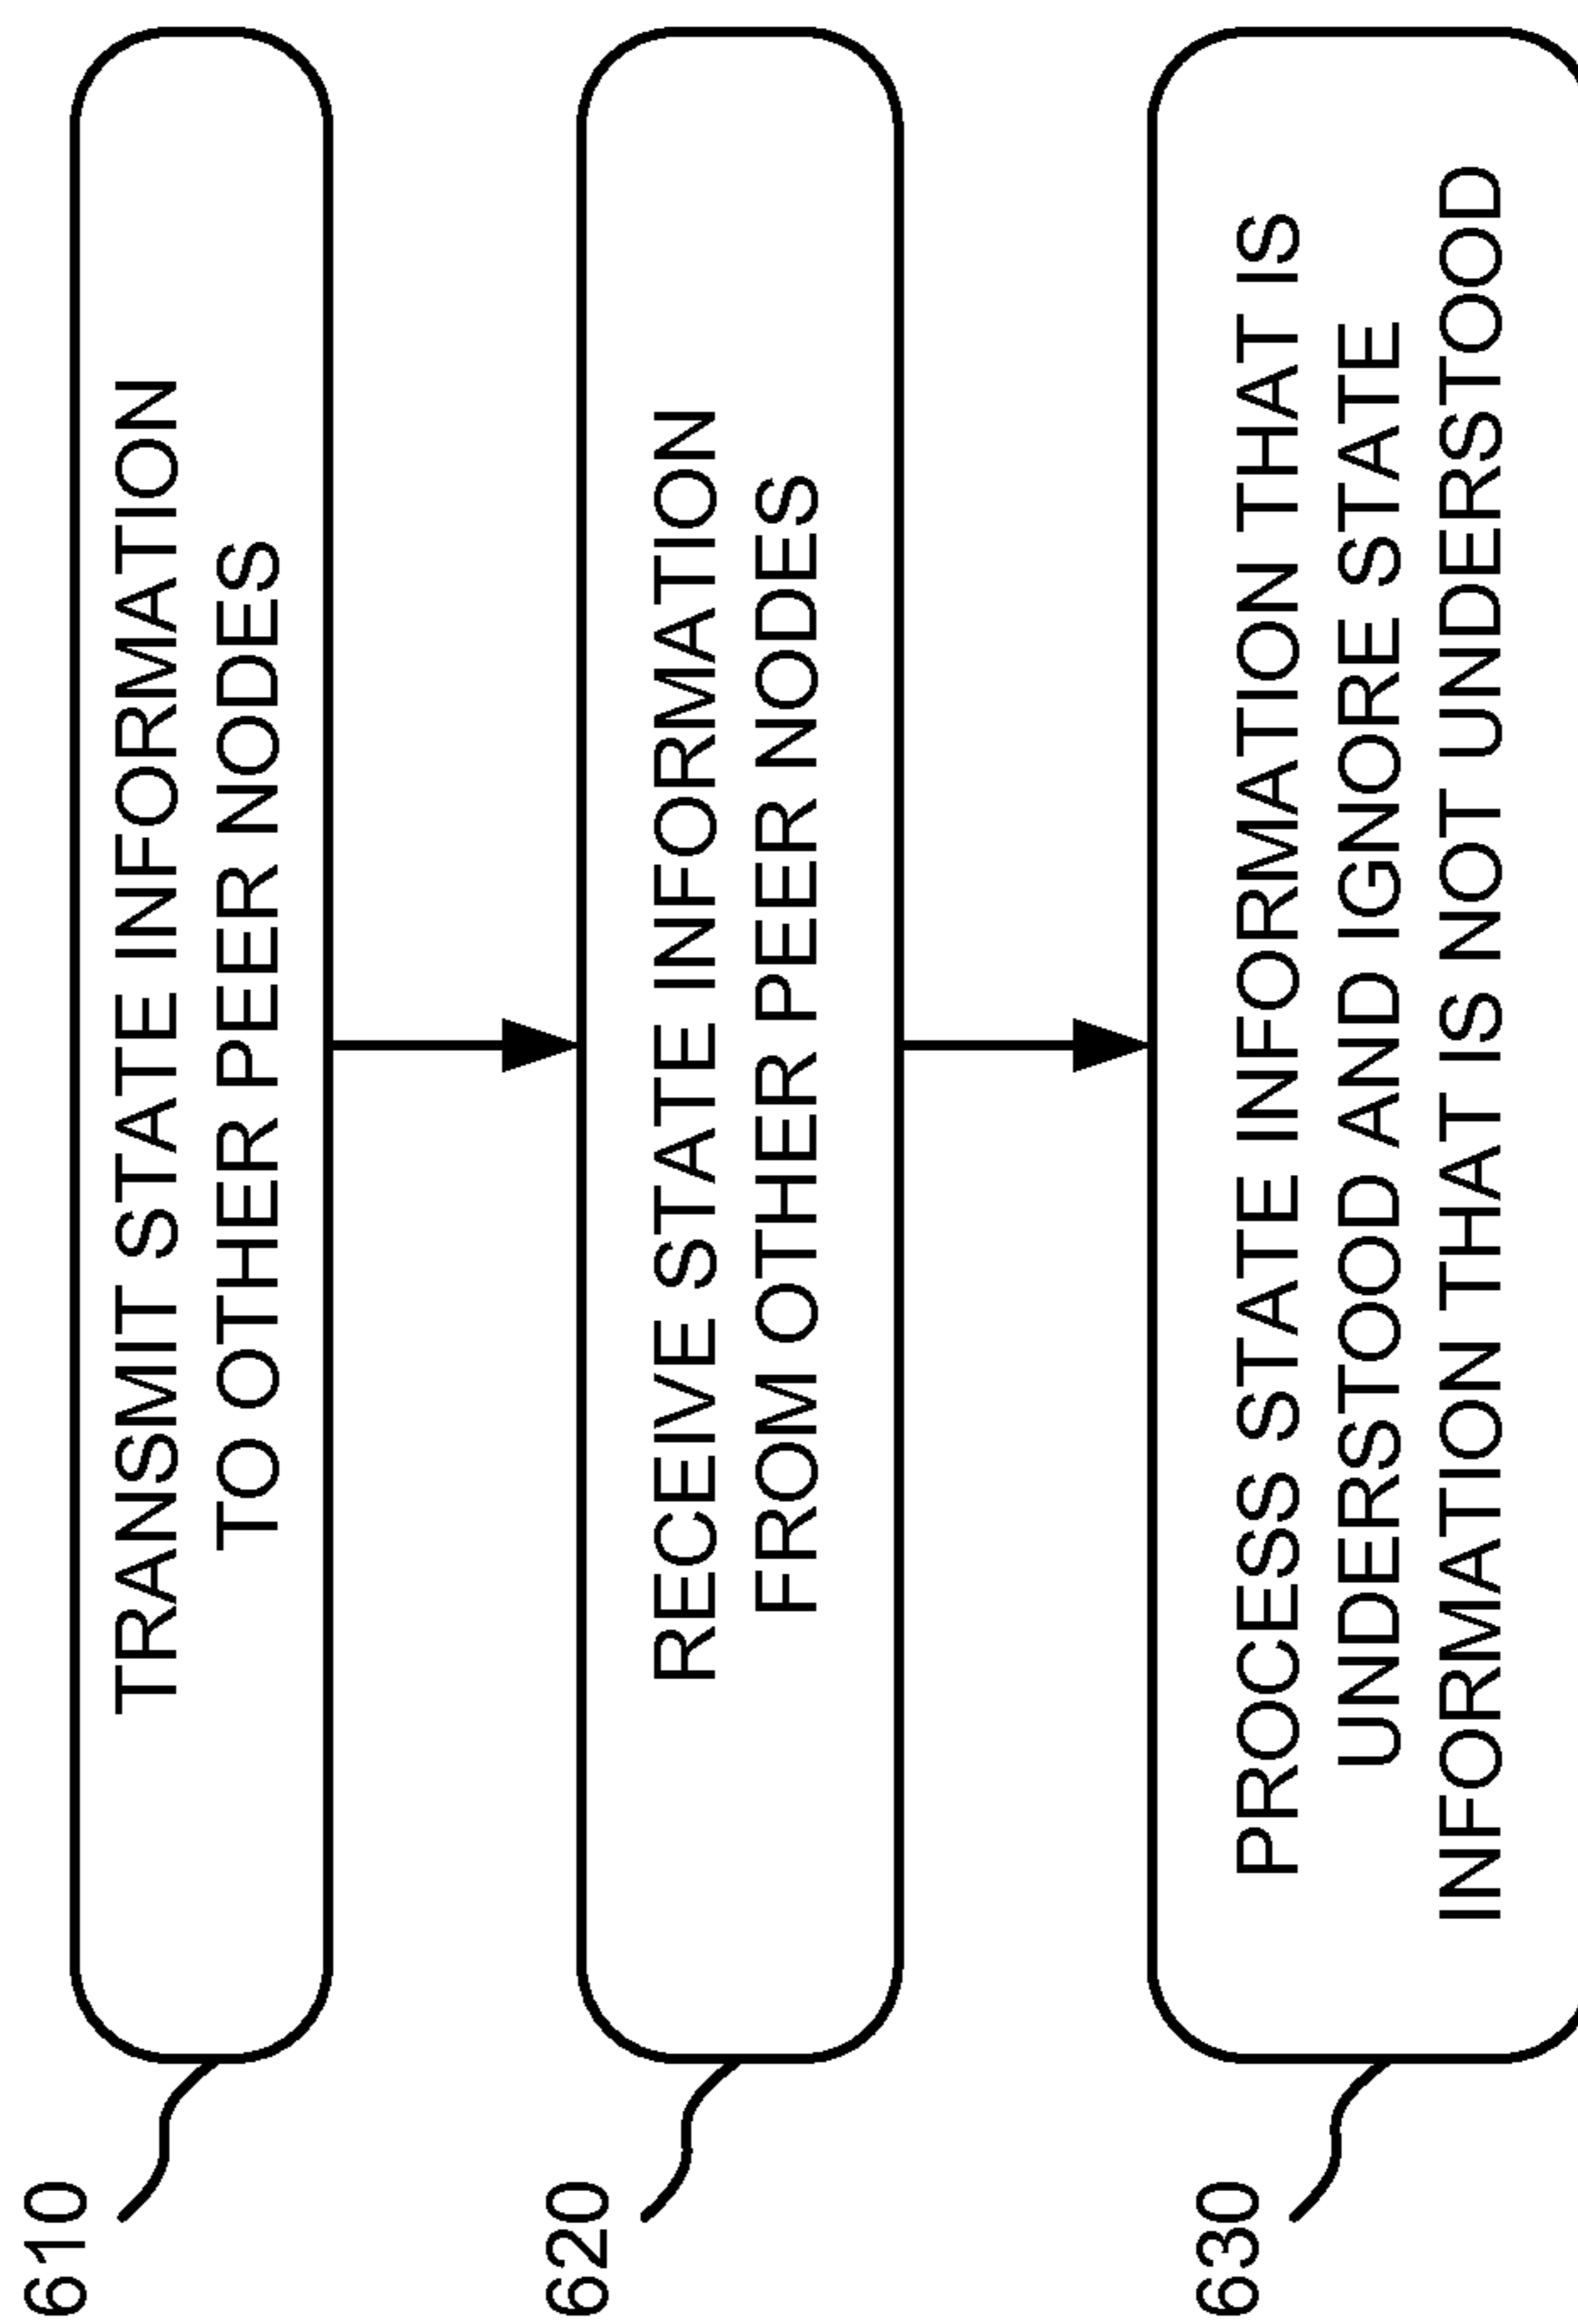 610
TRANSMIT STATE INFORMATION
TO OTHER PEER NODES
620
RECEIVE STATE INFORMATION
FROM OTHER PEER NODES
630
PROCESS STATE INFORMATION THAT IS
UNDERSTOOD AND IGNORE STATE
INFORMATION THAT IS NOT UNDERSTOOD